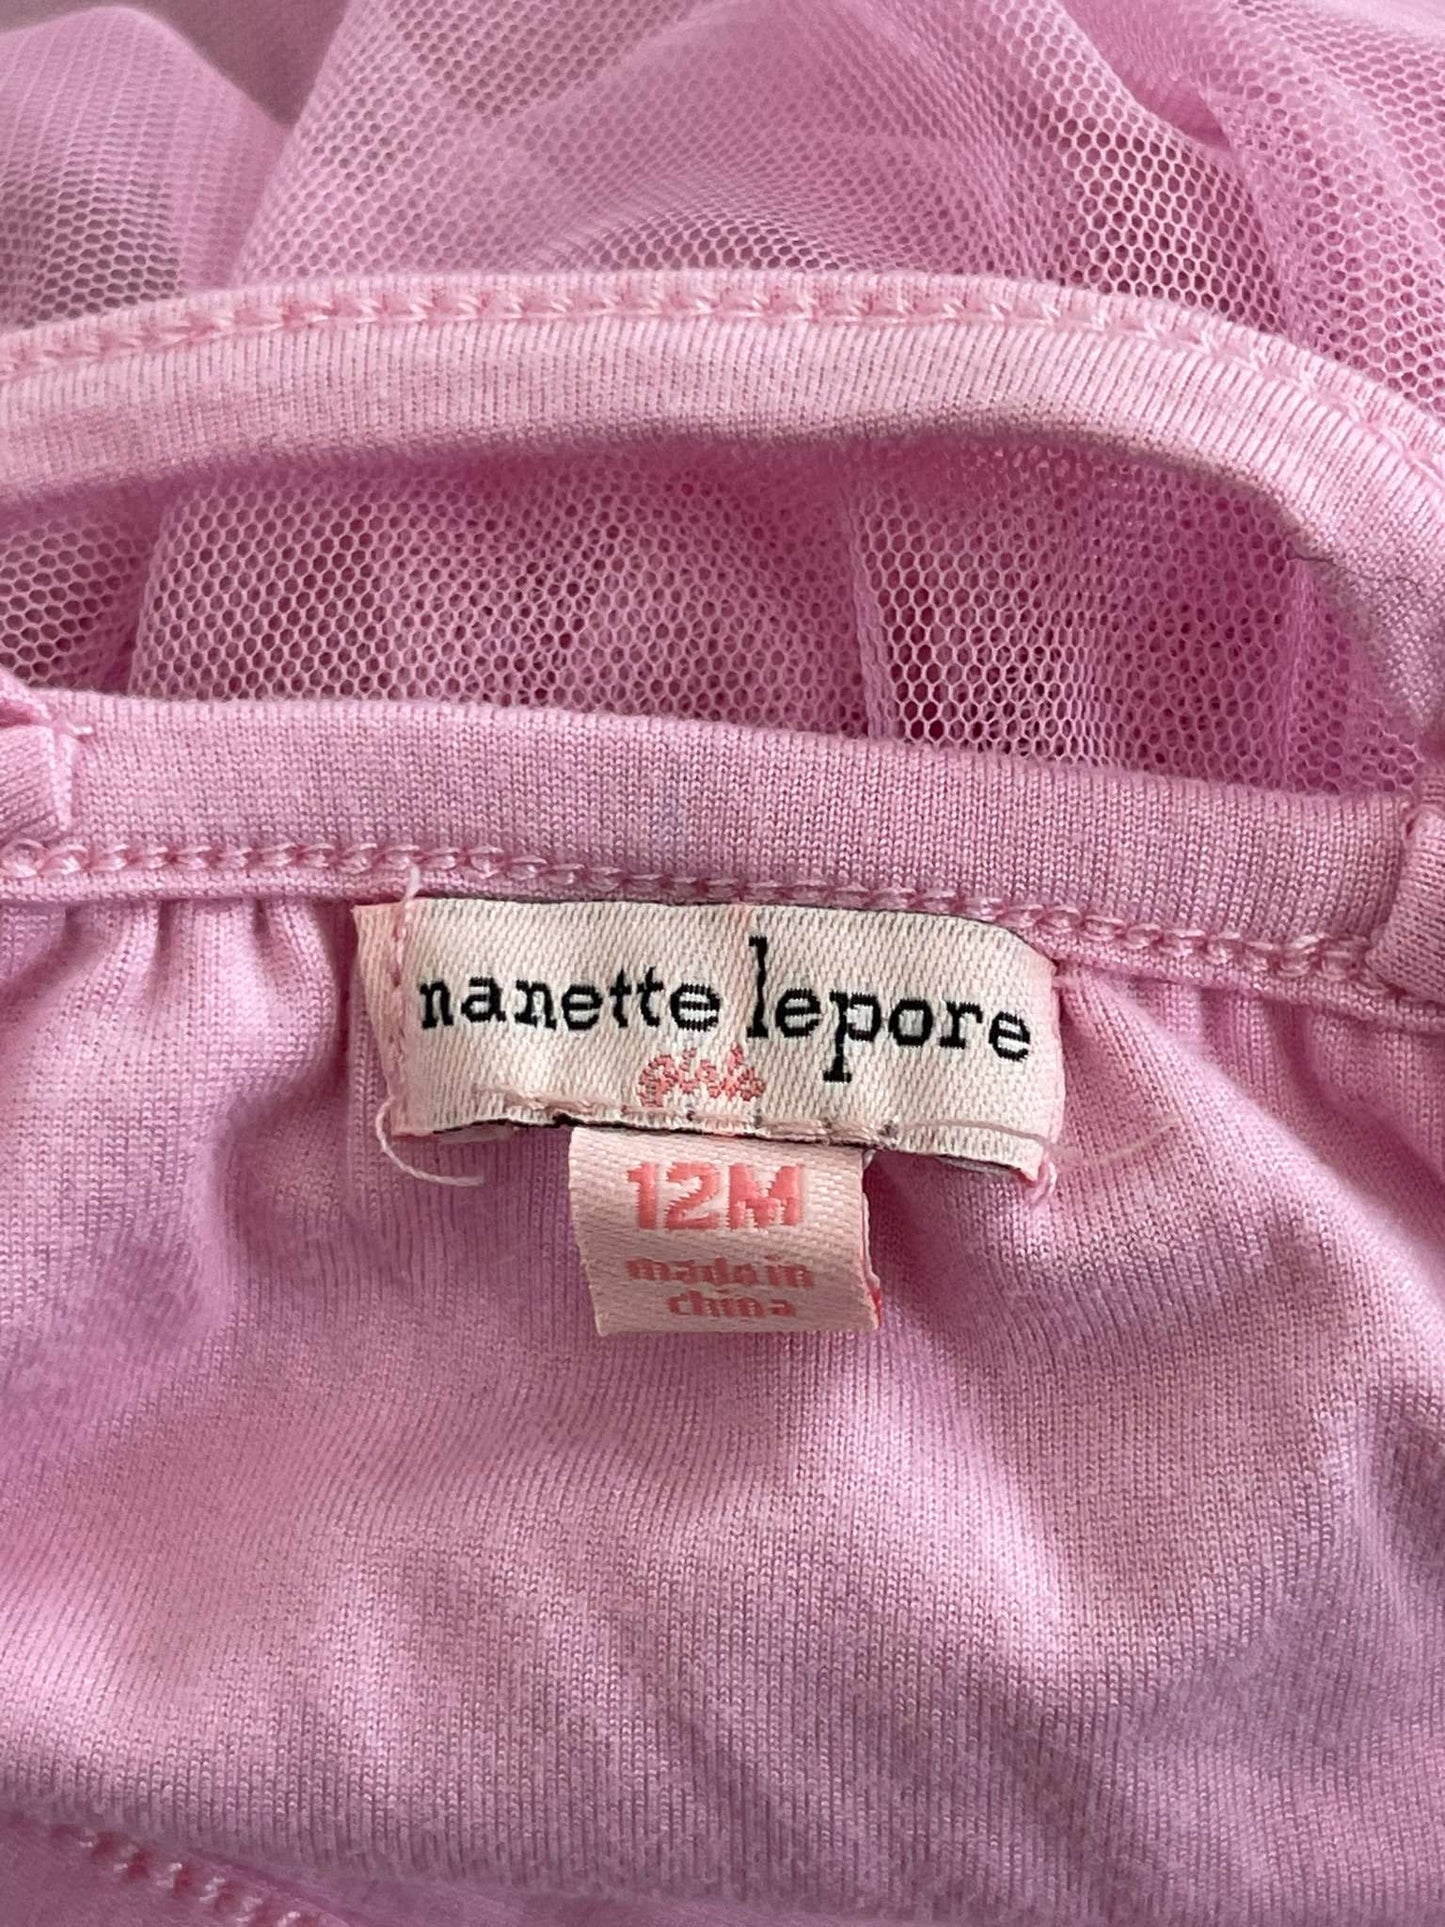 nanette lepore
girls
12M
made in
china